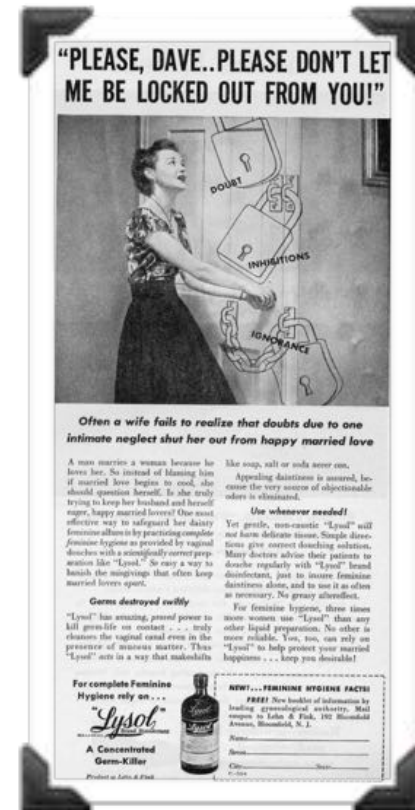 "PLEASE, DAVE..PLEASE DON'T LET
ME BE LOCKED OUT FROM YOU!"
DOUBT
INHIBITIONS
IGNORANCE
Often a wife fails to realize that doubts due to one
intimate neglect shut her out from happy married love
A man marries a woman because he
loves her. So instead of blaming him
if married love begins to cool, she
should question herself. Is she truly
trying to keep her husband and herself
eager, happy married lovers? One most
effective way to safeguard her dainty
feminine allure is by practicing complete
feminine hygiene as provided by vaginal
douches with a scientifically correct prep-
aration like "Lysol." So easy a way to
banish the misgivings that often keep
married lovers apart.
Germs destroyed swiftly
"Lysol" has amazing, proved power to
kill germ-life on contact . . . truly
cleanses the vaginal canal even in the
presence of mucous matter. Thus
"Lysol" acts in a way that makeshifts
like soap, salt or soda never can.
Appealing daintiness is assured, be-
cause the very source of objectionable
odors is eliminated.
Use whenever needed!
Yet gentle, non-caustic "Lysol" will
not harm delicate tissue. Simple direc-
tions give correct douching solution.
Many doctors advise their patients to
douche regularly with "Lysol" brand
disinfectant, just to insure feminine
daintiness alone, and to use it as often
as necessary. No greasy aftereffect.
For feminine hygiene, three times
more women use "Lysol" than any
other liquid preparation. No other is
more reliable. You, too, can rely on
"Lysol" to help protect your married
happiness . . . keep you desirable!
For complete Feminine
Hygiene rely on . . .
"Lysol"
Brand Disinfectant
A Concentrated
Germ-Killer
Product of Lehn & Fink
Lysol
NEW!...FEMININE HYGIENE FACTS!
FREE! New booklet of information by
leading gynecological authority. Mail
coupon to Lehn & Fink, 192 Bloomfield
Avenue, Bloomfield, N. J.
Name
Street
City State